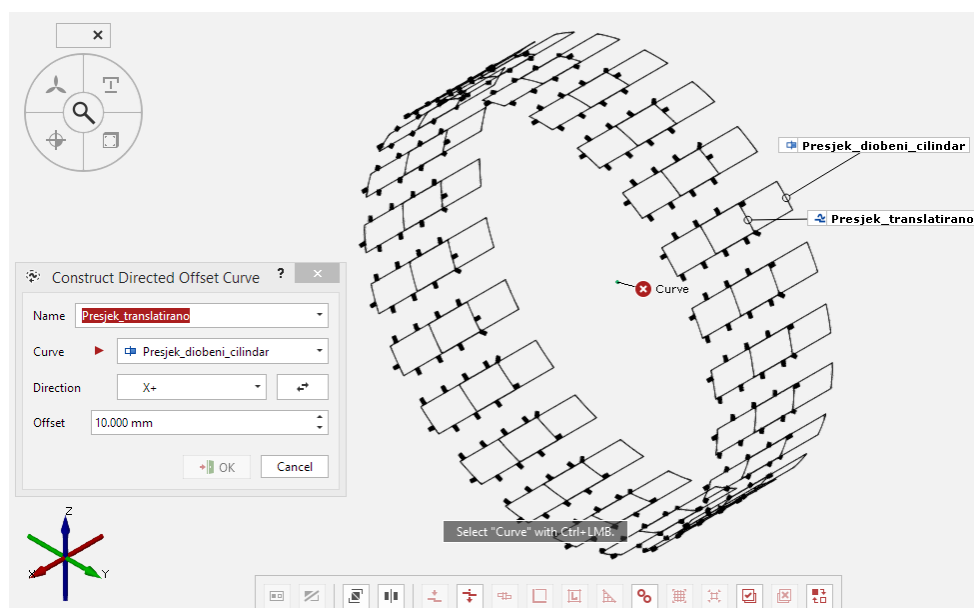 Presjek_diobeni_cilindar
Presjek_translatirano
Curve
Construct Directed Offset Curve ?
Name Presjek_translatirano
Curve Presjek_diobeni_cilindar
Direction X+
Offset 10.000 mm
OK Cancel
Select "Curve" with Ctrl+LMB.
Z
X Y